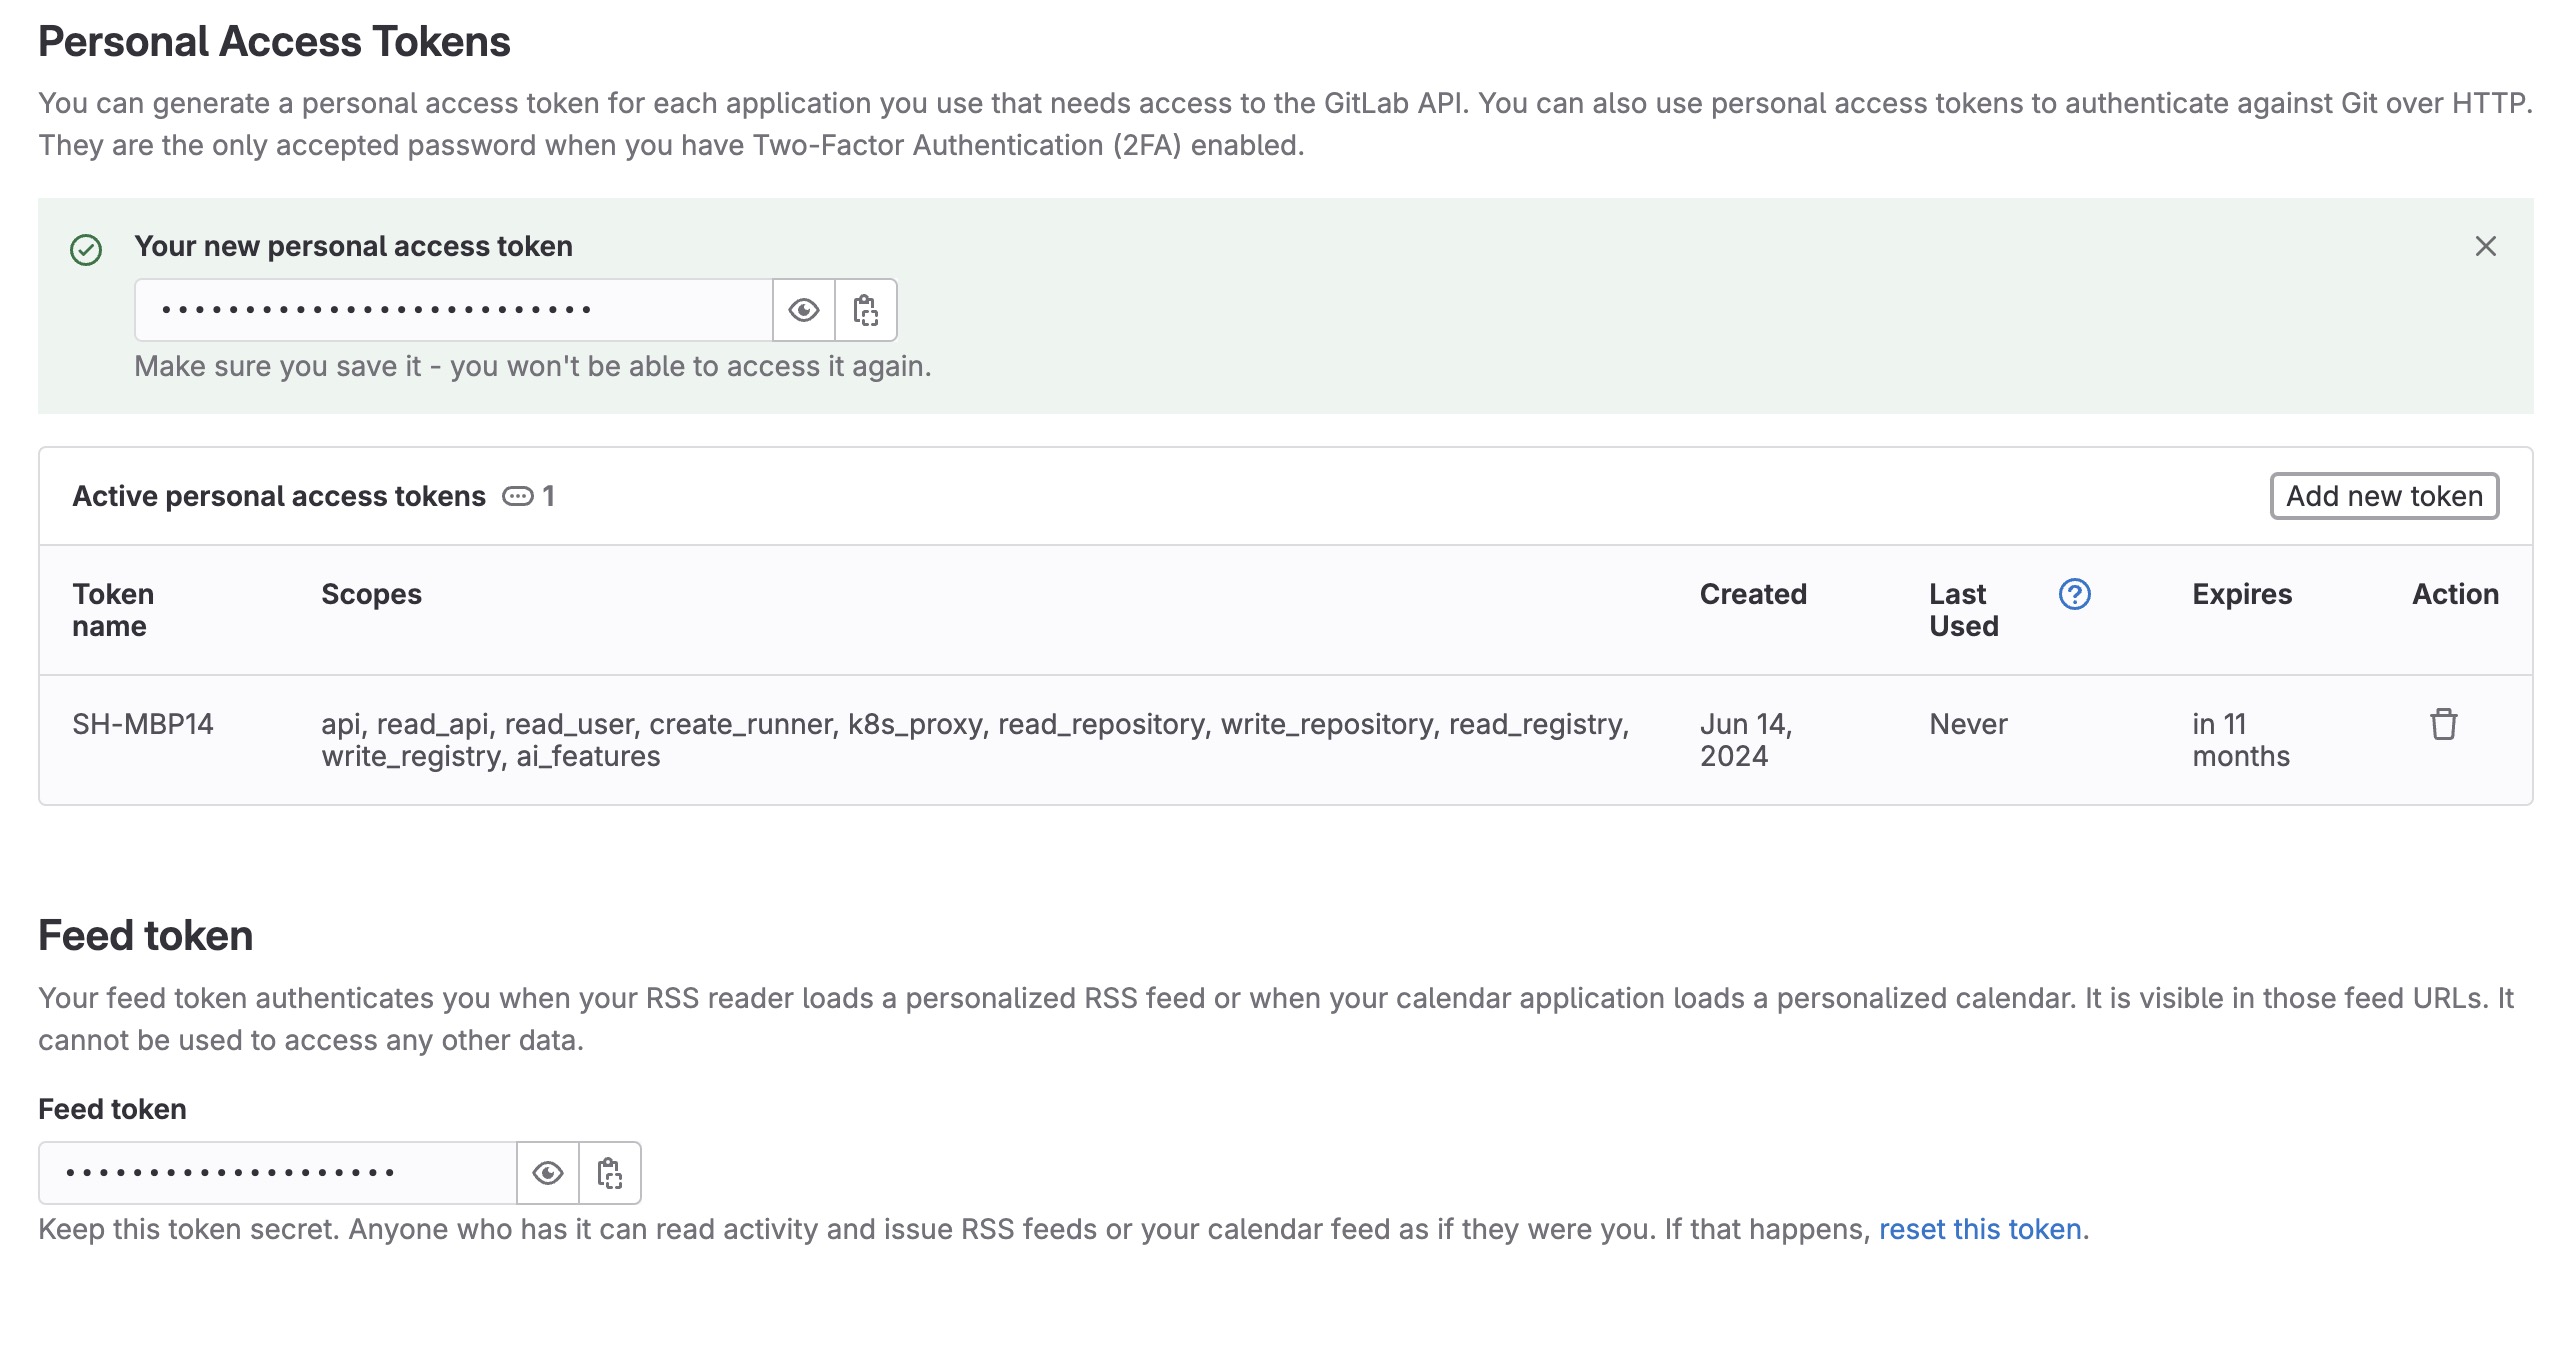 Personal Access Tokens
You can generate a personal access token for each application you use that needs access to the GitLab API. You can also use personal access tokens to authenticate against Git over HTTP.
They are the only accepted password when you have Two-Factor Authentication (2FA) enabled.
Your new personal access token
Make sure you save it - you won't be able to access it again.
Active personal access tokens 1
Add new token
Token name Scopes Created Last Used Expires Action
SH-MBP14 api, read_api, read_user, create_runner, k8s_proxy, read_repository, write_repository, read_registry, write_registry, ai_features Jun 14, 2024 Never in 11 months
Feed token
Your feed token authenticates you when your RSS reader loads a personalized RSS feed or when your calendar application loads a personalized calendar. It is visible in those feed URLs. It
cannot be used to access any other data.
Feed token
Keep this token secret. Anyone who has it can read activity and issue RSS feeds or your calendar feed as if they were you. If that happens, reset this token.